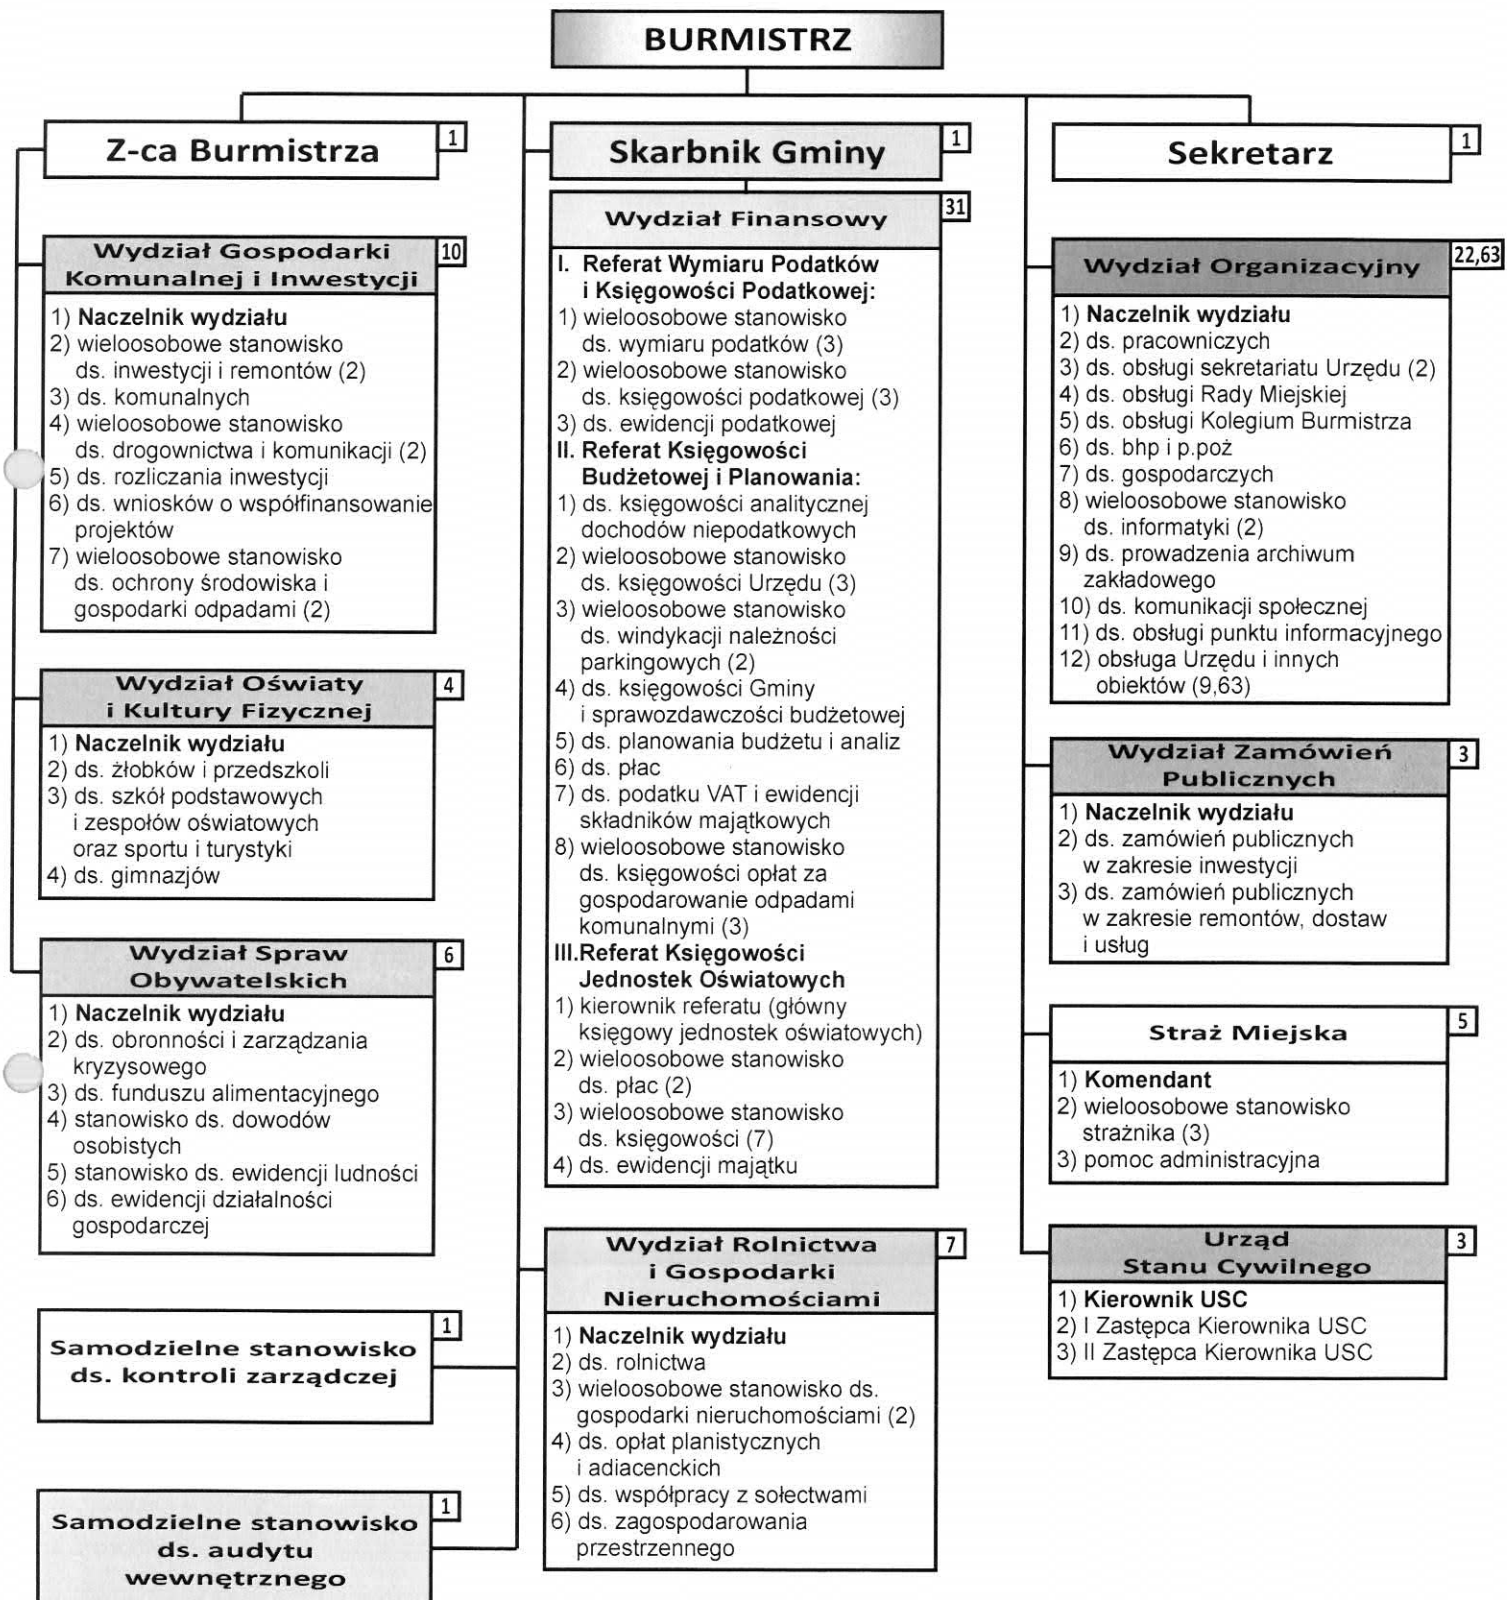 BURMISTRZ
Z-ca Burmistrza
1
Wydział Gospodarki
Komunalnej i Inwestycji
10
1) Naczelnik wydziału
2) wieloosobowe stanowisko
ds. inwestycji i remontów (2)
3) ds. komunalnych
4) wieloosobowe stanowisko
ds. drogownictwa i komunikacji (2)
5) ds. rozliczania inwestycji
6) ds. wniosków o współfinansowanie
projektów
7) wieloosobowe stanowisko
ds. ochrony środowiska i
gospodarki odpadami (2)
Wydział Oświaty
i Kultury Fizycznej
4
1) Naczelnik wydziału
2) ds. żłobków i przedszkoli
3) ds. szkół podstawowych
i zespołów oświatowych
oraz sportu i turystyki
4) ds. gimnazjów
Wydział Spraw
Obywatelskich
6
1) Naczelnik wydziału
2) ds. obronności i zarządzania
kryzysowego
3) ds. funduszu alimentacyjnego
4) stanowisko ds. dowodów
osobistych
5) stanowisko ds. ewidencji ludności
6) ds. ewidencji działalności
gospodarczej
Samodzielne stanowisko
ds. kontroli zarządczej
1
Samodzielne stanowisko
ds. audytu
wewnętrznego
1
Skarbnik Gminy
1
Wydział Finansowy
31
I. Referat Wymiaru Podatków
i Księgowości Podatkowej:
1) wieloosobowe stanowisko
ds. wymiaru podatków (3)
2) wieloosobowe stanowisko
ds. księgowości podatkowej (3)
3) ds. ewidencji podatkowej
II. Referat Księgowości
Budżetowej i Planowania:
1) ds. księgowości analitycznej
dochodów niepodatkowych
2) wieloosobowe stanowisko
ds. księgowości Urzędu (3)
3) wieloosobowe stanowisko
ds. windykacji należności
parkingowych (2)
4) ds. księgowości Gminy
i sprawozdawczości budżetowej
5) ds. planowania budżetu i analiz
6) ds. płac
7) ds. podatku VAT i ewidencji
składników majątkowych
8) wieloosobowe stanowisko
ds. księgowości opłat za
gospodarowanie odpadami
komunalnymi (3)
III.Referat Księgowości
Jednostek Oświatowych
1) kierownik referatu (główny
księgowy jednostek oświatowych)
2) wieloosobowe stanowisko
ds. płac (2)
3) wieloosobowe stanowisko
ds. księgowości (7)
4) ds. ewidencji majątku
Wydział Rolnictwa
i Gospodarki
Nieruchomościami
7
1) Naczelnik wydziału
2) ds. rolnictwa
3) wieloosobowe stanowisko ds.
gospodarki nieruchomościami (2)
4) ds. opłat planistycznych
i adiacenckich
5) ds. współpracy z sołectwami
6) ds. zagospodarowania
przestrzennego
Sekretarz
1
Wydział Organizacyjny
22,63
1) Naczelnik wydziału
2) ds. pracowniczych
3) ds. obsługi sekretariatu Urzędu (2)
4) ds. obsługi Rady Miejskiej
5) ds. obsługi Kolegium Burmistrza
6) ds. bhp i p.poż
7) ds. gospodarczych
8) wieloosobowe stanowisko
ds. informatyki (2)
9) ds. prowadzenia archiwum
zakładowego
10) ds. komunikacji społecznej
11) ds. obsługi punktu informacyjnego
12) obsługa Urzędu i innych
obiektów (9,63)
Wydział Zamówień
Publicznych
3
1) Naczelnik wydziału
2) ds. zamówień publicznych
w zakresie inwestycji
3) ds. zamówień publicznych
w zakresie remontów, dostaw
i usług
Straż Miejska
5
1) Komendant
2) wieloosobowe stanowisko
strażnika (3)
3) pomoc administracyjna
Urząd
Stanu Cywilnego
3
1) Kierownik USC
2) I Zastępca Kierownika USC
3) II Zastępca Kierownika USC